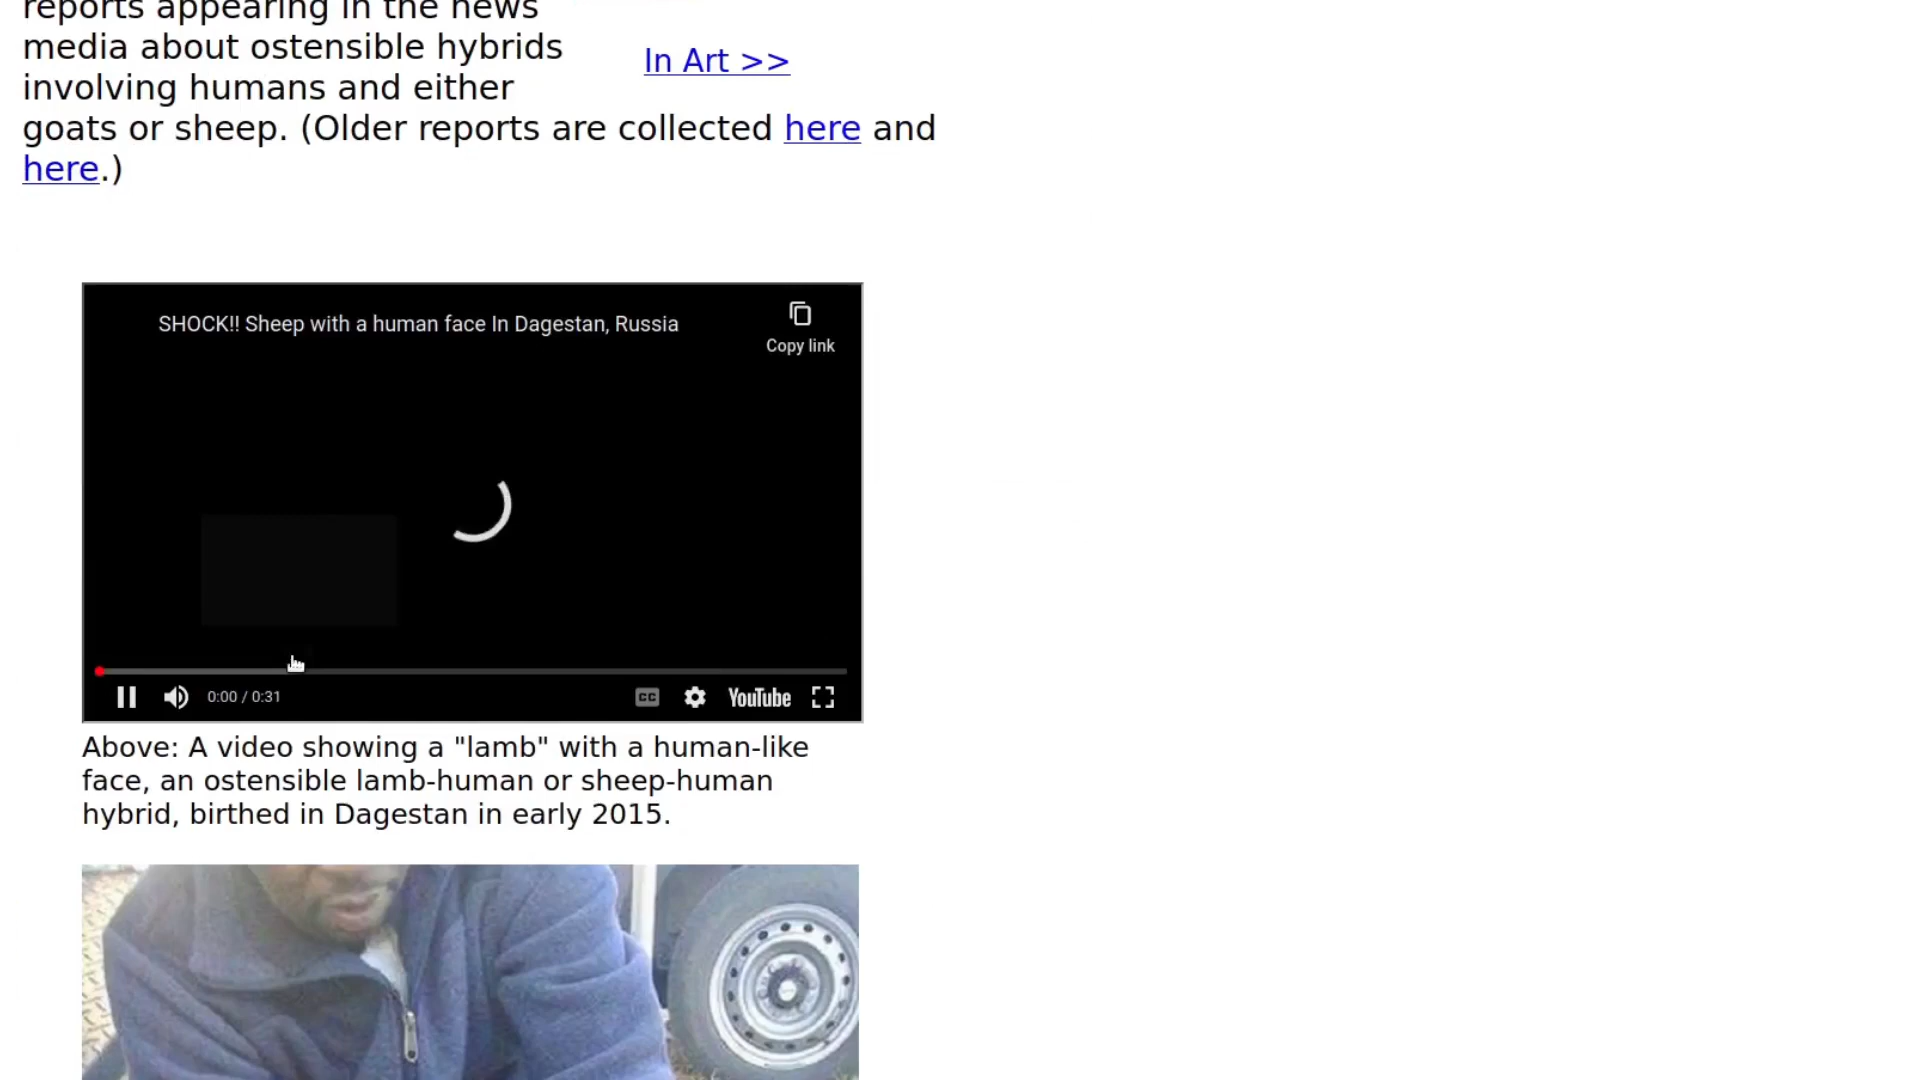 reports appearing in the news
media about ostensible hybrids
In Art >>
involving humans and either
goats or sheep. (Older reports are collected here and
here.)
SHOCK!! Sheep with a human face In Dagestan, Russia
Copy link
0:00 / 0:31
CC
YouTube
Above: A video showing a "lamb" with a human-like
face, an ostensible lamb-human or sheep-human
hybrid, birthed in Dagestan in early 2015.